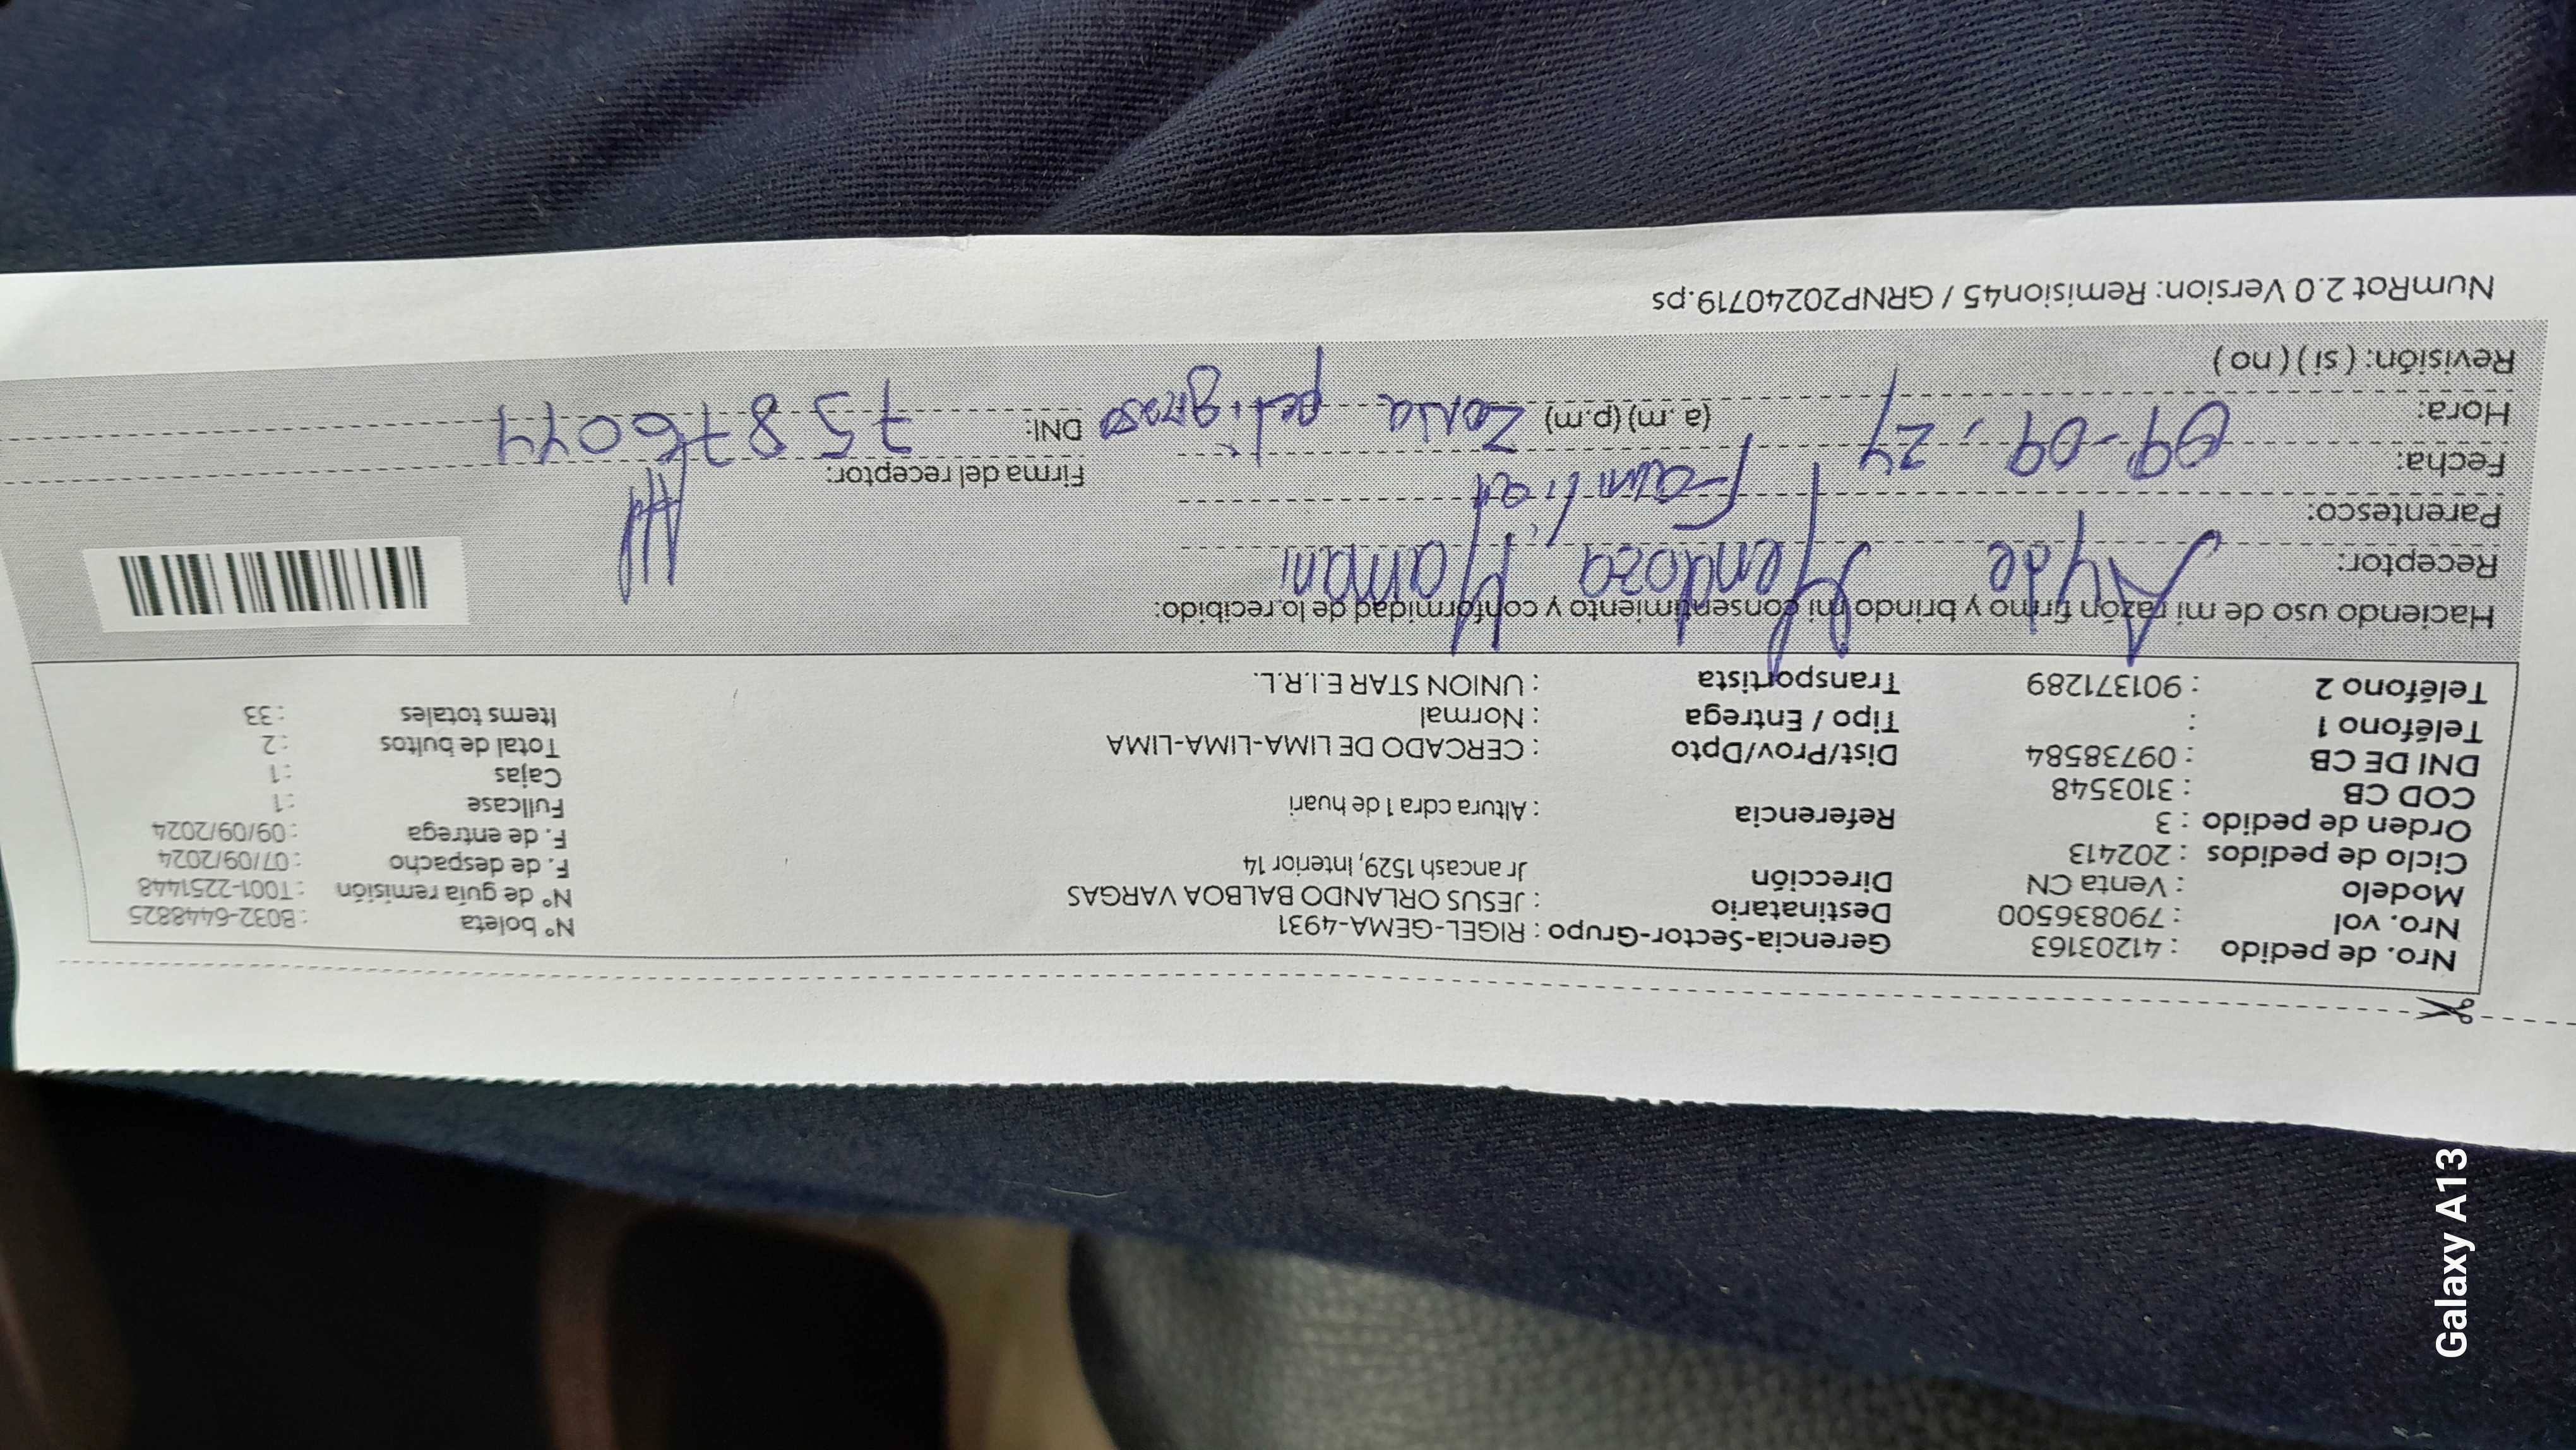 Nro. de pedido : 41203163
Nro. vol : 790836500
Modelo : Venta CN
Ciclo de pedidos : 202413
Orden de pedido : 3
COD CB : 3103548
DNI DE CB : 09738584
Teléfono 1 :
Teléfono 2 : 901371289
Gerencia-Sector-Grupo : RIGEL-GEMA-4931
Destinatario : JESUS ORLANDO BALBOA VARGAS
Dirección Jr ancash 1529, Interior 14
Referencia : Altura cdra 1 de huari
Dist/Prov/Dpto : CERCADO DE LIMA-LIMA-LIMA
Tipo / Entrega : Normal
Transportista : UNION STAR E.I.R.L.
N° boleta : B032-6448825
N° de guía remisión : T001-2251448
F. de despacho : 07/09/2024
F. de entrega : 09/09/2024
Fullcase : 1
Cajas : 1
Total de bultos : 2
Items totales : 33
Haciendo uso de mi razón firmo y brindo mi consentimiento y conformidad de lo recibido:
Receptor: Ayde Mendoza Mamani
Parentesco: Familiar
Fecha: 09-09-24
Firma del receptor:
Hora: (a.m) (p.m) Zona peligrosa DNI: 75876044
Revisión: ( si ) ( no )
NumRot 2.0 Version: Remision45 / GRNP20240719.ps
Galaxy A13